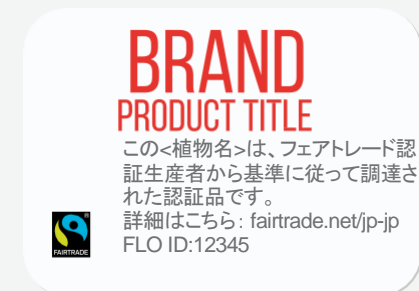 BRAND
PRODUCT TITLE
この<植物名>は、フェアトレード認
証生産者から基準に従って調達さ
れた認証品です。
詳細はこちら: fairtrade.net/jp-jp
FLO ID:12345
®
FAIRTRADE